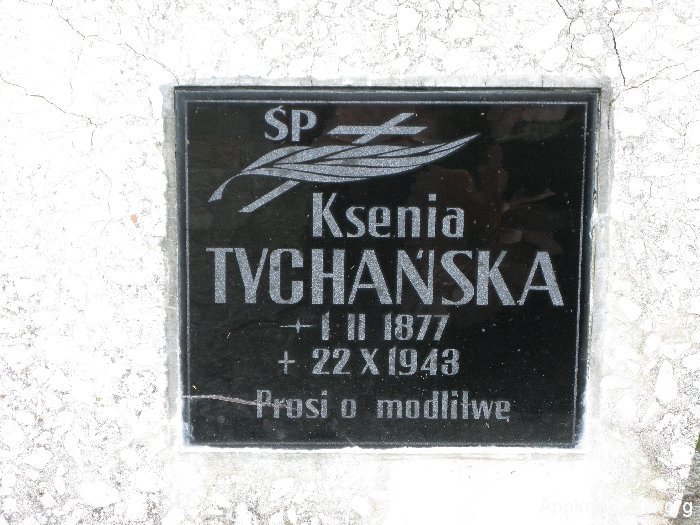 ŚP
Ksenia
TYCHAŃSKA
1 II 1877
+ 22 X 1943
Prosi o modlitwę